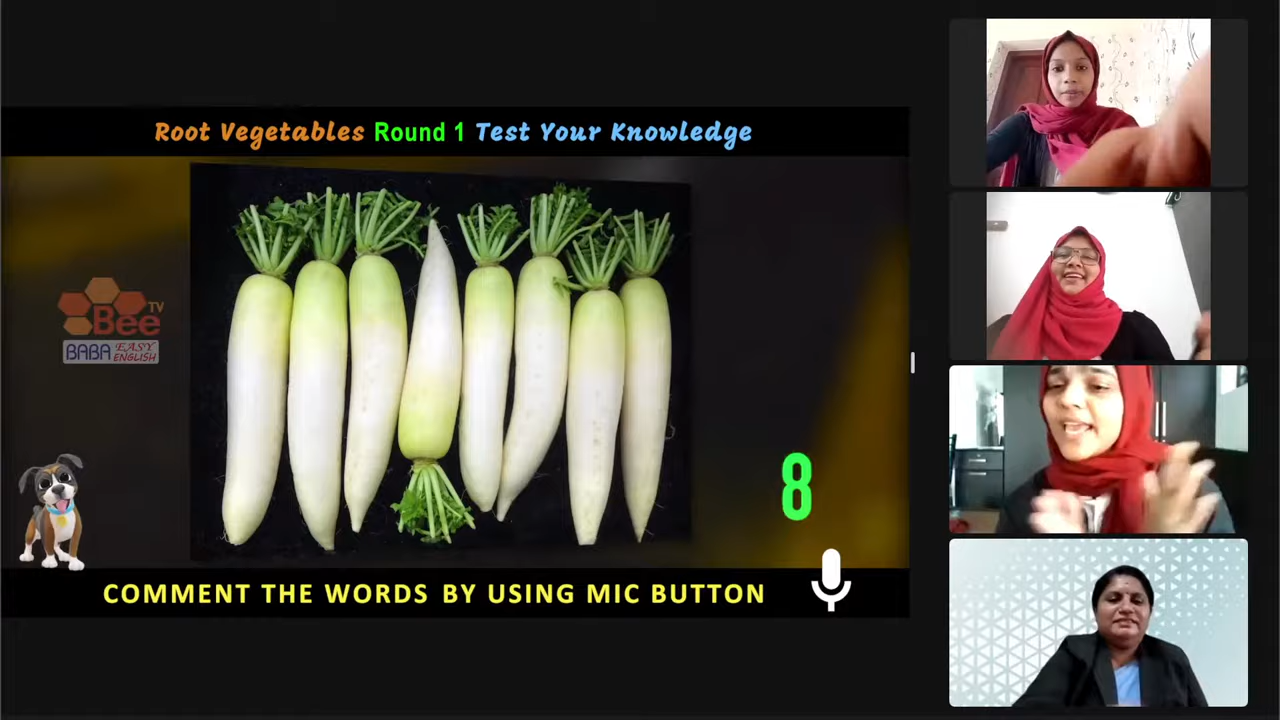 Root Vegetables Round 1 Test Your Knowledge
Bee TV
BABA EASY ENGLISH
8
COMMENT THE WORDS BY USING MIC BUTTON